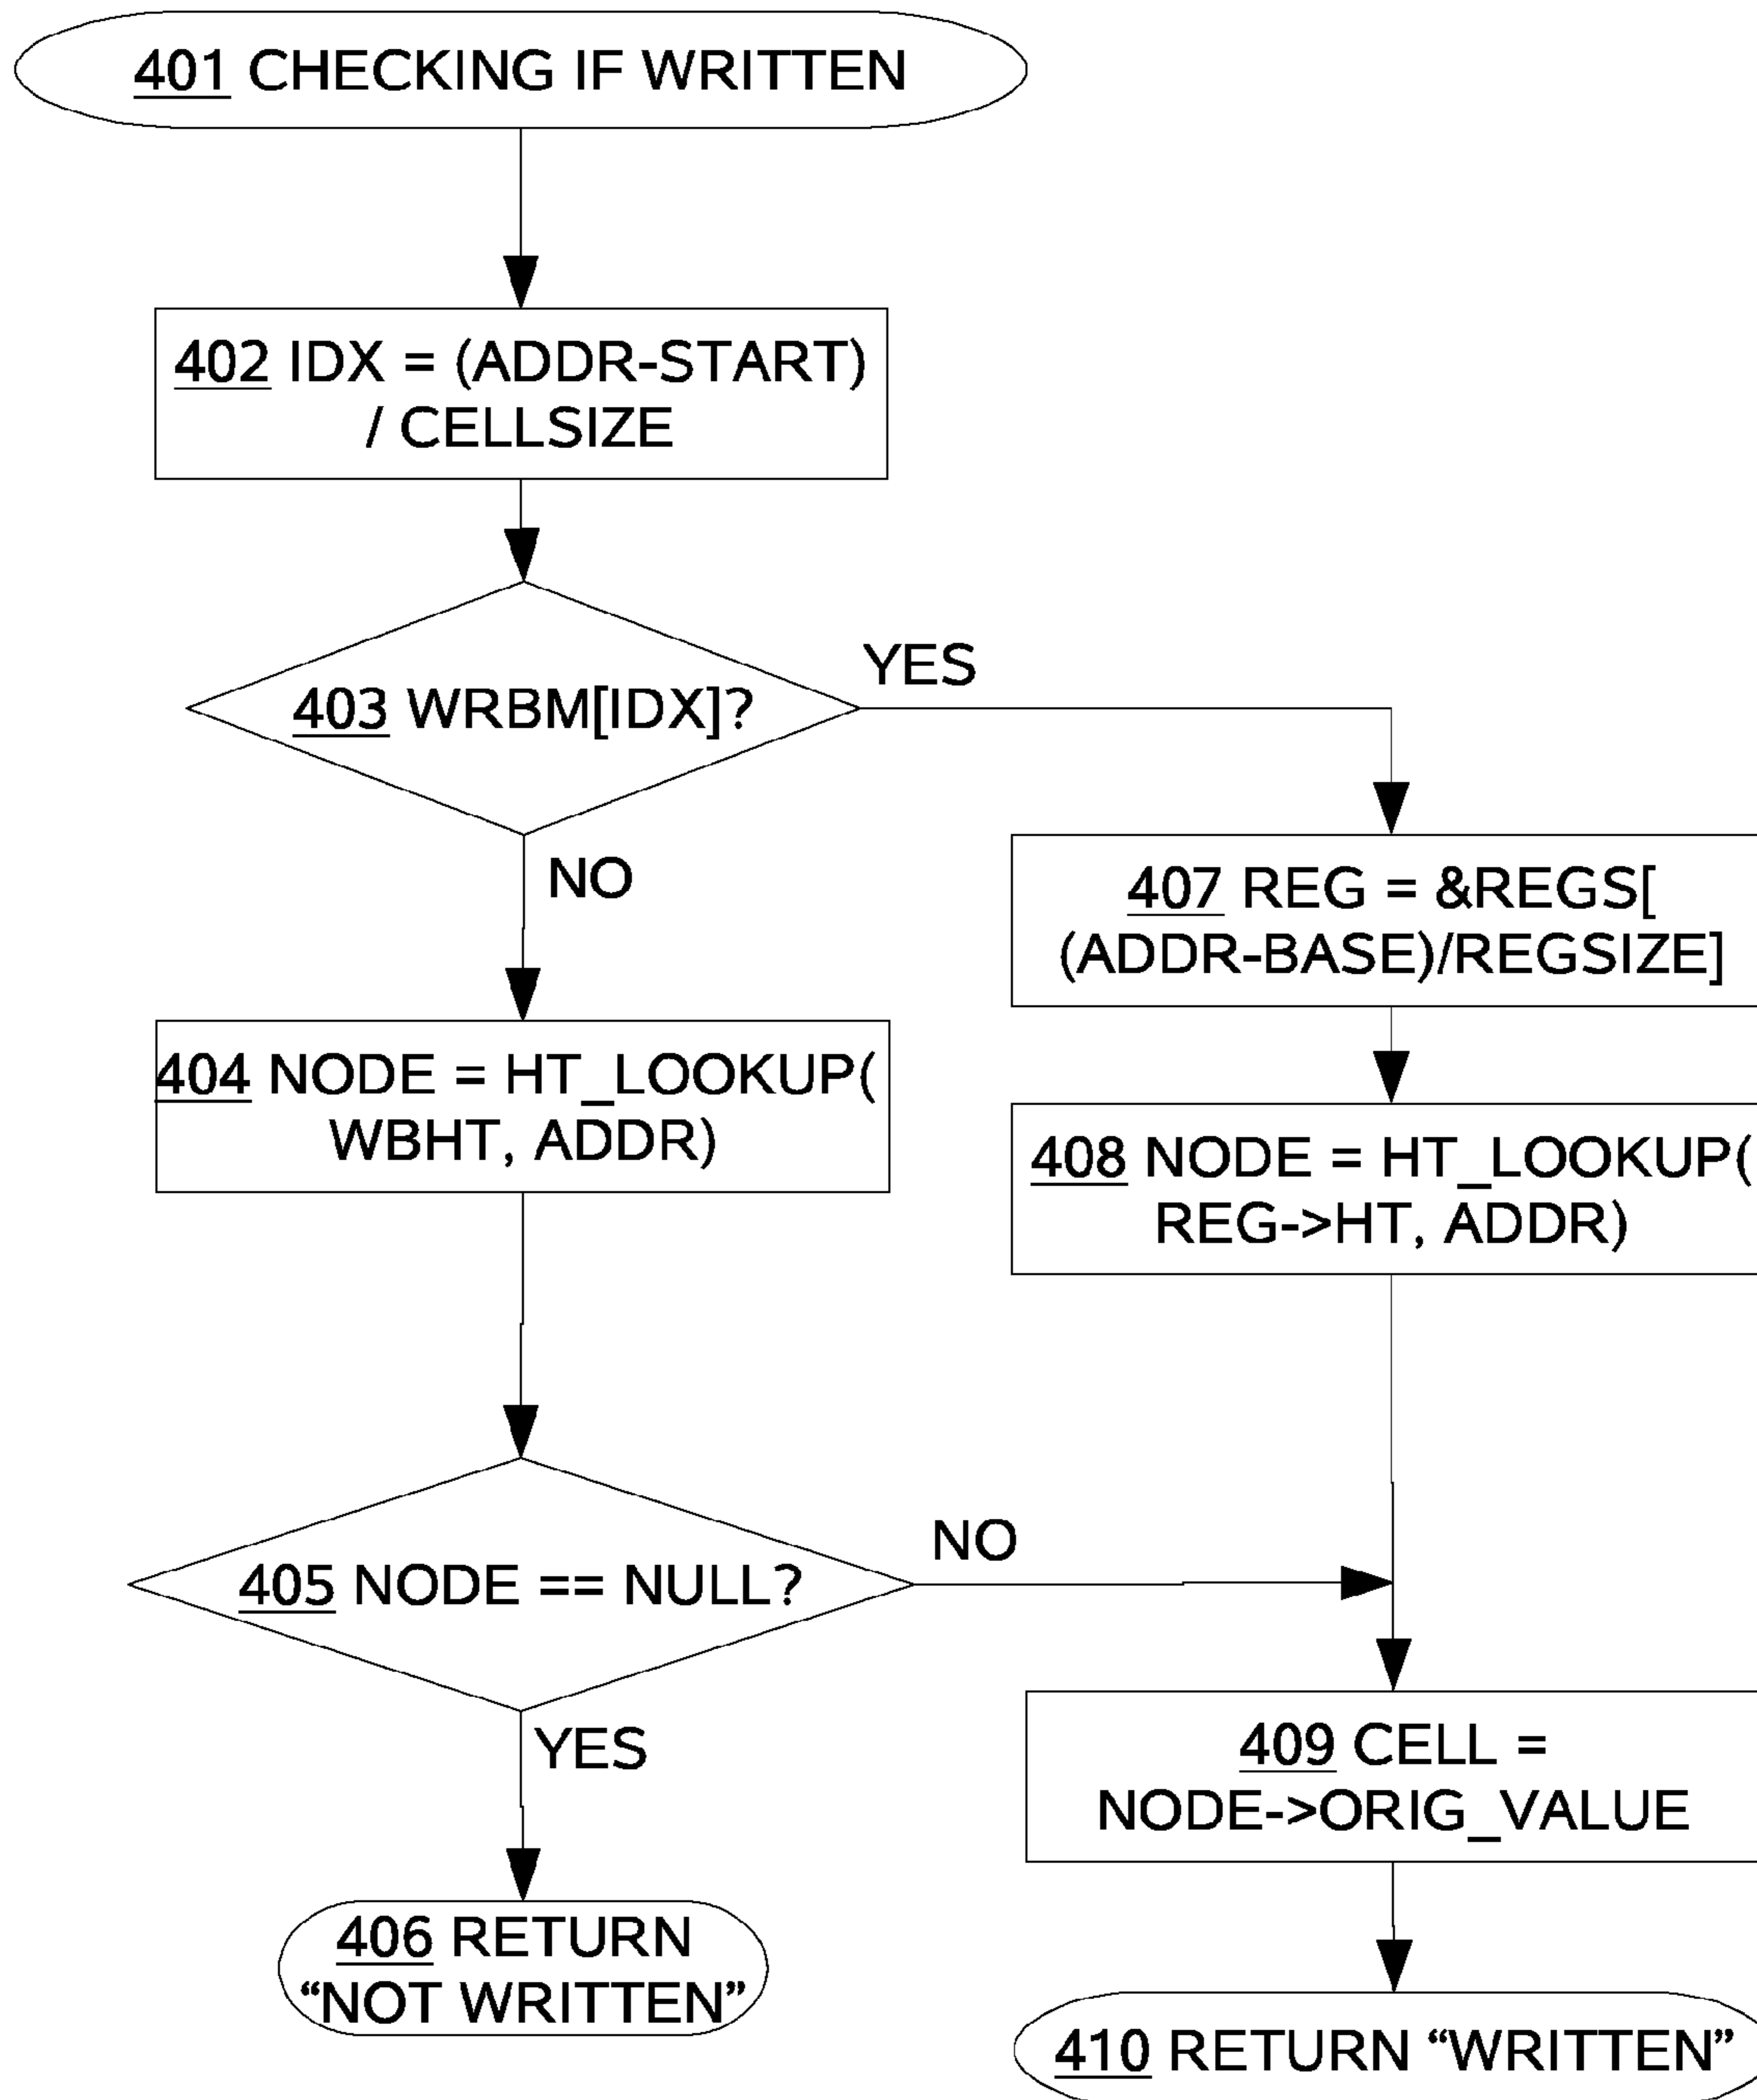 401 CHECKING IF WRITTEN
402 IDX = (ADDR-START)
/ CELLSIZE
403 WRBM[IDX]?
YES
NO
407 REG = &REGS[
(ADDR-BASE)/REGSIZE]
404 NODE = HT_LOOKUP(
WBHT, ADDR)
408 NODE = HT_LOOKUP(
REG->HT, ADDR)
405 NODE == NULL?
NO
YES
409 CELL =
NODE->ORIG_VALUE
406 RETURN
“NOT WRITTEN”
410 RETURN “WRITTEN”